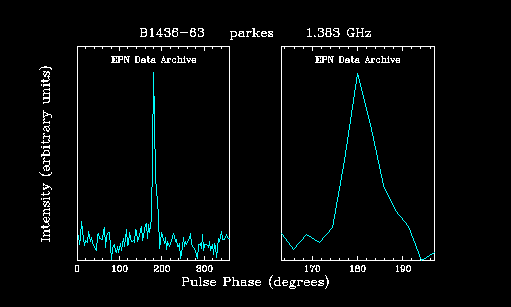 B1436-63 parkes 1.383 GHz
EPN Data Archive EPN Data Archive
Intensity (arbitrary units)
0 100 200 300 170 180 190
Pulse Phase (degrees)